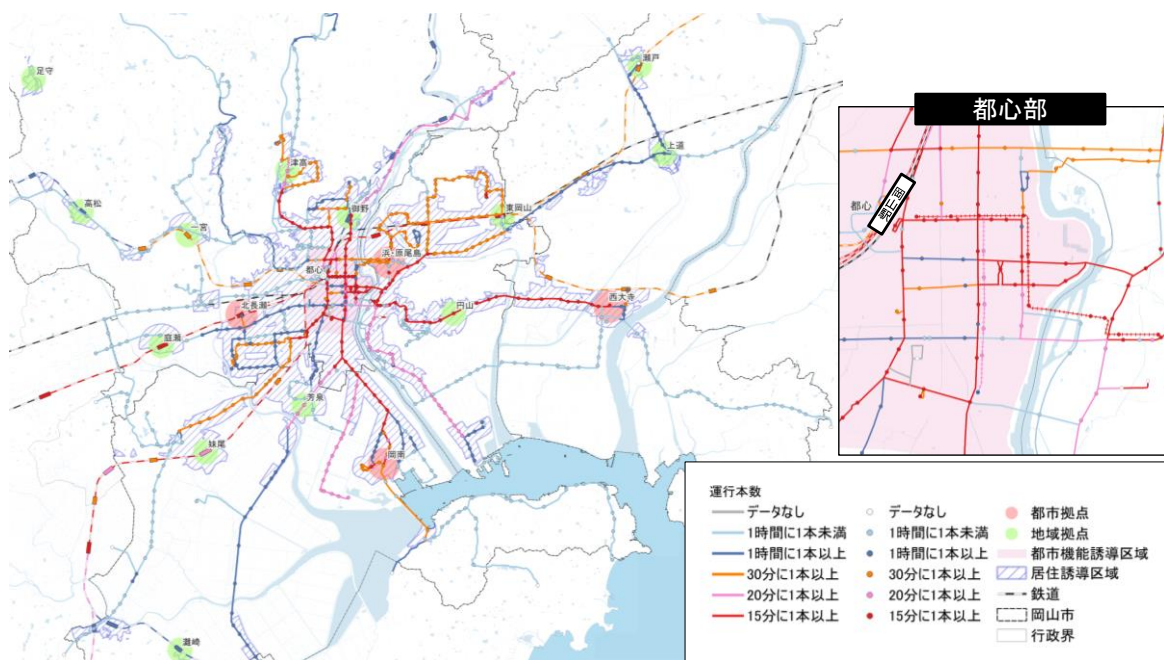 足守
瀬戸
都心部
津高
上道
高松
御野
東岡山
一宮
浜・原尾島
都心
都心
岡山駅
北長瀬
円山
西大寺
庭瀬
芳泉
妹尾
岡南
灘崎
運行本数
データなし
データなし
都市拠点
1時間に1本未満
1時間に1本未満
地域拠点
1時間に1本以上
1時間に1本以上
都市機能誘導区域
30分に1本以上
30分に1本以上
居住誘導区域
20分に1本以上
20分に1本以上
鉄道
15分に1本以上
15分に1本以上
岡山市
行政界